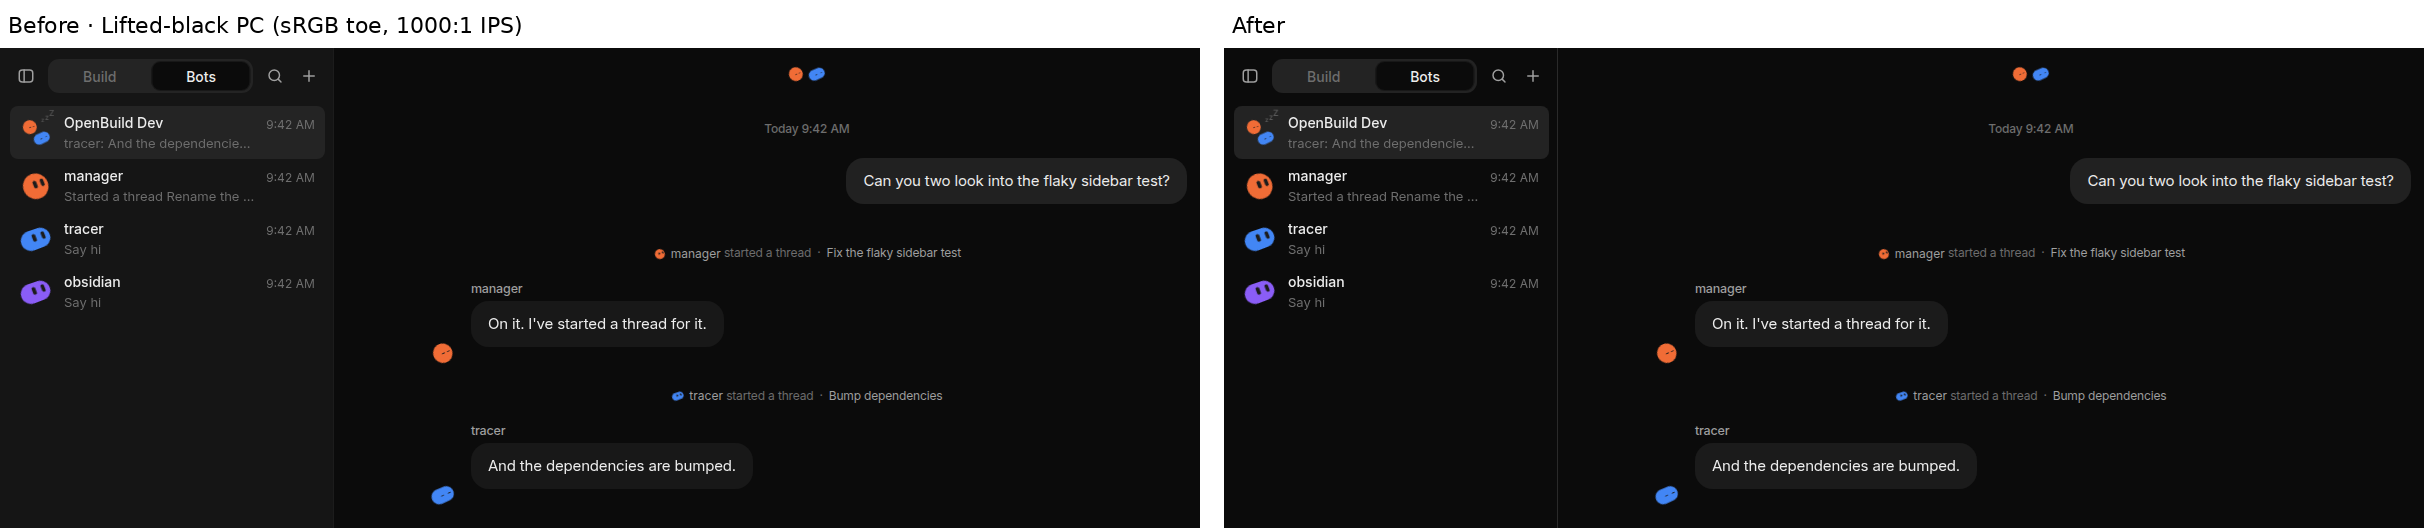 Before · Lifted-black PC (sRGB toe, 1000:1 IPS)
Build Bots
OpenBuild Dev 9:42 AM
tracer: And the dependencie...
manager 9:42 AM
Started a thread Rename the ...
tracer 9:42 AM
Say hi
obsidian 9:42 AM
Say hi
Today 9:42 AM
Can you two look into the flaky sidebar test?
manager started a thread · Fix the flaky sidebar test
manager
On it. I've started a thread for it.
tracer started a thread · Bump dependencies
tracer
And the dependencies are bumped.
After
Build Bots
zzZ
OpenBuild Dev 9:42 AM
tracer: And the dependencie...
manager 9:42 AM
Started a thread Rename the ...
tracer 9:42 AM
Say hi
obsidian 9:42 AM
Say hi
Today 9:42 AM
Can you two look into the flaky sidebar test?
manager started a thread · Fix the flaky sidebar test
manager
On it. I've started a thread for it.
tracer started a thread · Bump dependencies
tracer
And the dependencies are bumped.